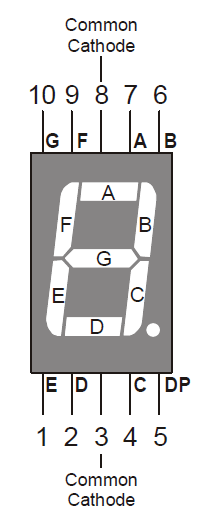 Common
Cathode
10 9 8 7 6
G F A B
A
F B
G
E C
D
E D C DP
1 2 3 4 5
Common
Cathode